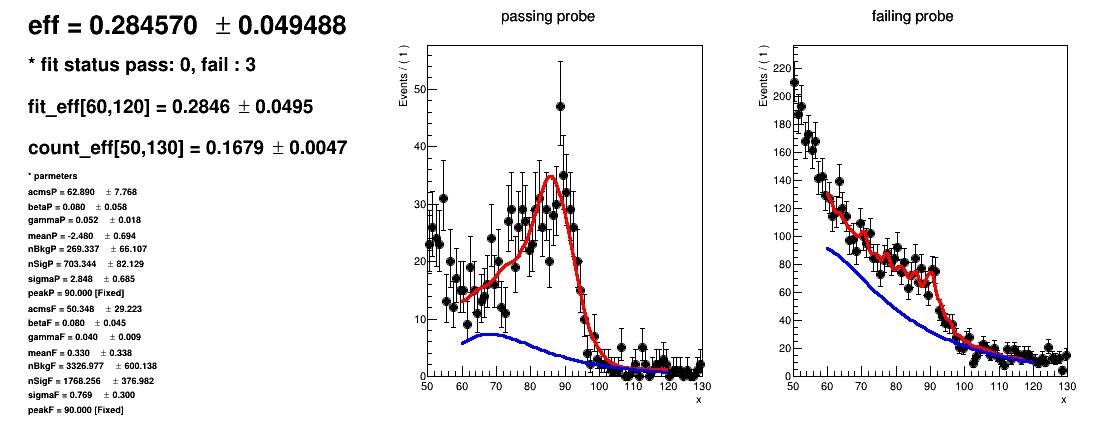 eff = 0.284570 ± 0.049488
* fit status pass: 0, fail : 3
fit_eff[60,120] = 0.2846 ± 0.0495
count_eff[50,130] = 0.1679 ± 0.0047
* parmeters
acmsP = 62.890 ± 7.768
betaP = 0.080 ± 0.058
gammaP = 0.052 ± 0.018
meanP = -2.480 ± 0.694
nBkgP = 269.337 ± 66.107
nSigP = 703.344 ± 82.129
sigmaP = 2.848 ± 0.685
peakP = 90.000 [Fixed]
acmsF = 50.348 ± 29.223
betaF = 0.080 ± 0.045
gammaF = 0.040 ± 0.009
meanF = 0.330 ± 0.338
nBkgF = 3326.977 ± 600.138
nSigF = 1768.256 ± 376.982
sigmaF = 0.769 ± 0.300
peakF = 90.000 [Fixed]
passing probe
Events / ( 1 )
50
40
30
20
10
0
50 60 70 80 90 100 110 120 130
x
failing probe
Events / ( 1 )
220
200
180
160
140
120
100
80
60
40
20
0
50 60 70 80 90 100 110 120 130
x